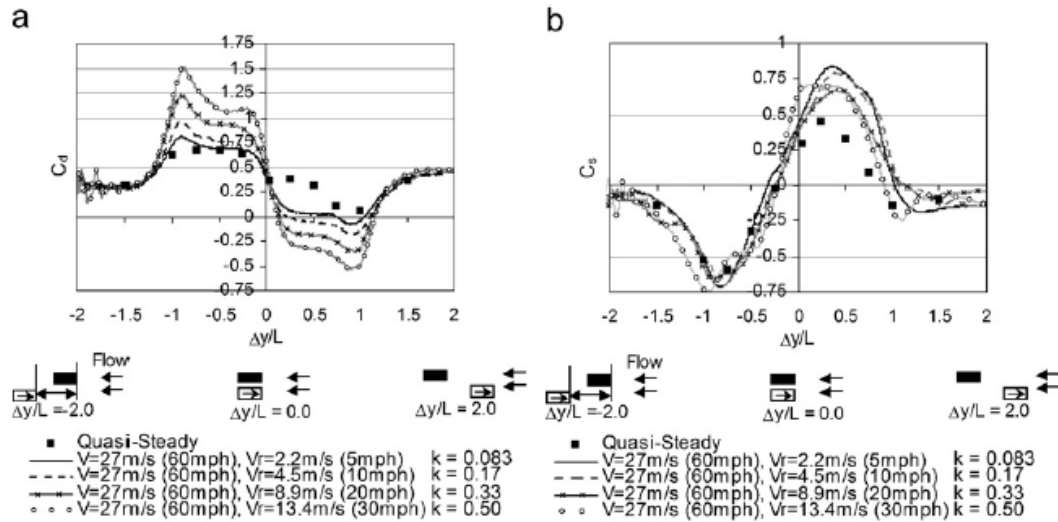 a
1.75
1.5
1.25
1
0.75
0.5
0.25
0
-0.25
-0.5
-0.75
Cd
-2 -1.5 -1 -0.5 0 0.5 1 1.5 2
Δy/L
Flow
Δy/L =-2.0 Δy/L = 0.0 Δy/L = 2.0
Quasi-Steady
V=27m/s (60mph), Vr=2.2m/s (5mph) k = 0.083
V=27m/s (60mph), Vr=4.5m/s (10mph) k = 0.17
V=27m/s (60mph), Vr=8.9m/s (20mph) k = 0.33
V=27m/s (60mph), Vr=13.4m/s (30mph) k = 0.50
b
1
0.75
0.5
0.25
0
-0.25
-0.5
-0.75
Cs
-2 -1.5 -1 -0.5 0 0.5 1 1.5 2
Δy/L
Flow
Δy/L =-2.0 Δy/L = 0.0 Δy/L = 2.0
Quasi-Steady
V=27m/s (60mph), Vr=2.2m/s (5mph) k = 0.083
V=27m/s (60mph), Vr=4.5m/s (10mph) k = 0.17
V=27m/s (60mph), Vr=8.9m/s (20mph) k = 0.33
V=27m/s (60mph), Vr=13.4m/s (30mph) k = 0.50